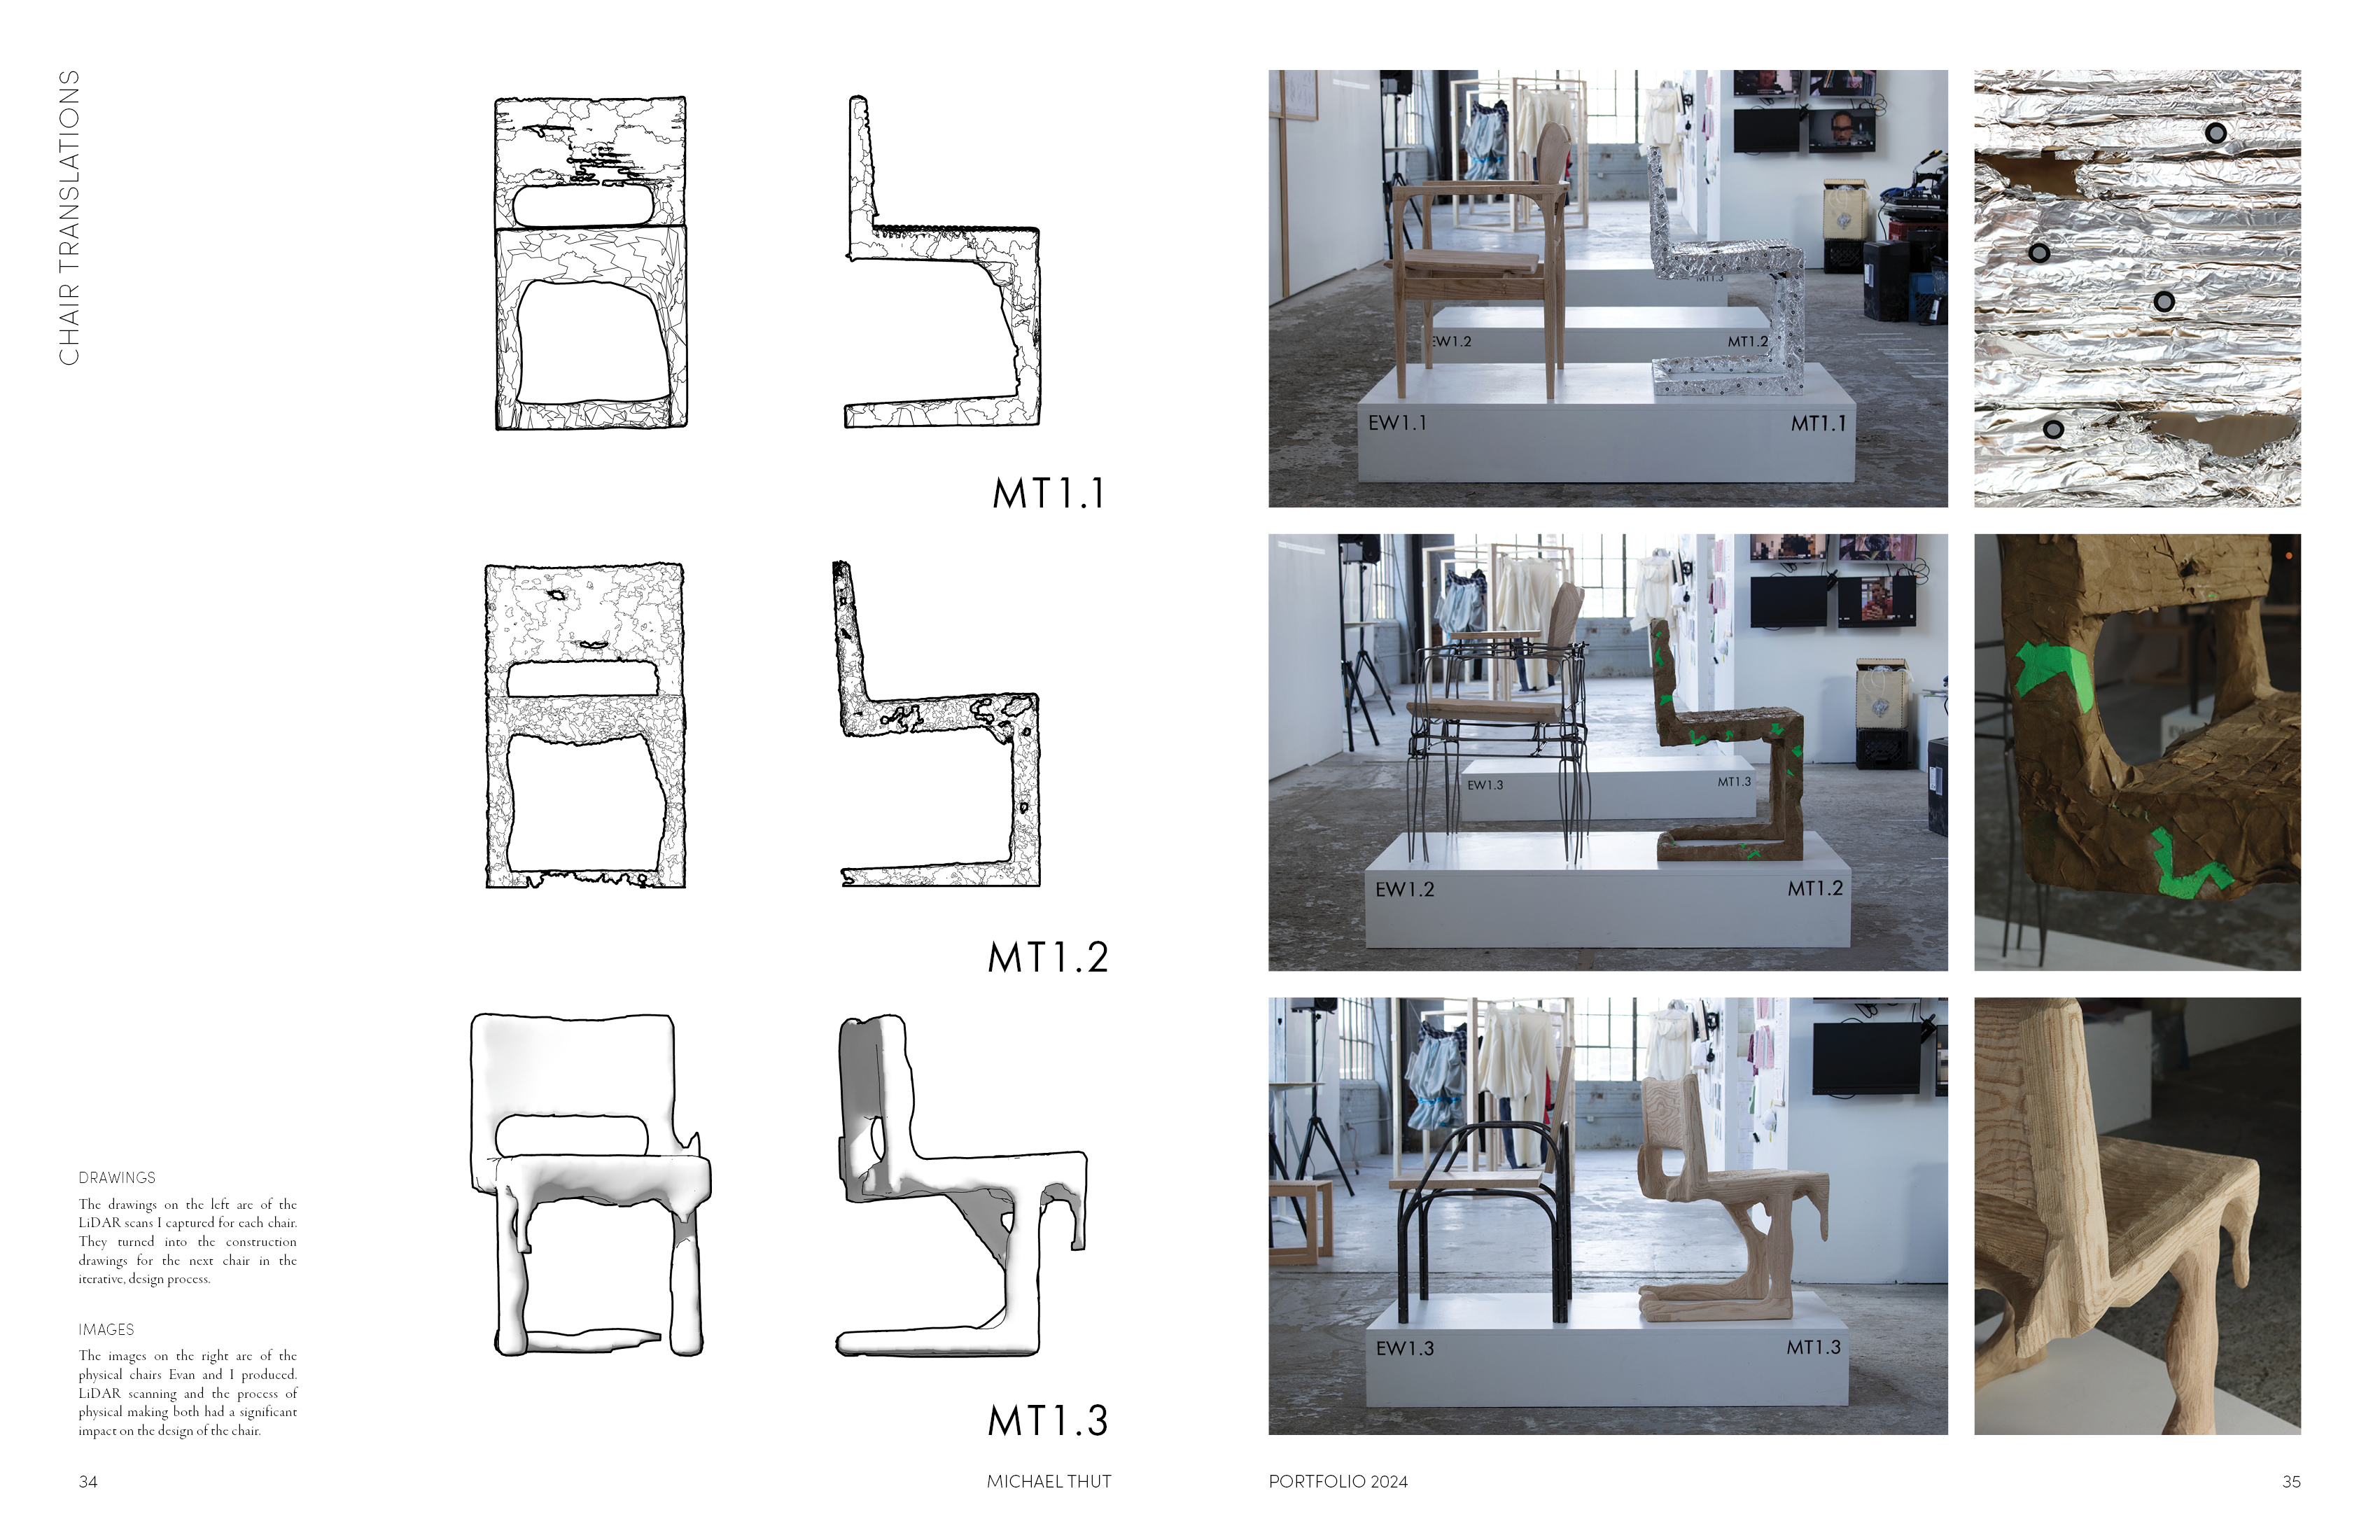 CHAIR TRANSLATIONS
MT1.1
MT1.2
MT1.3
DRAWINGS
The drawings on the left are of the
LiDAR scans I captured for each chair.
They turned into the construction
drawings for the next chair in the
iterative, design process.
IMAGES
The images on the right are of the
physical chairs Evan and I produced.
LiDAR scanning and the process of
physical making both had a significant
impact on the design of the chair.
34
MICHAEL THUT
MT1.3
EW1.2
MT1.2
EW1.1
MT1.1
EW1.3
MT1.3
EW1.2
MT1.2
EW1.3
MT1.3
PORTFOLIO 2024
35